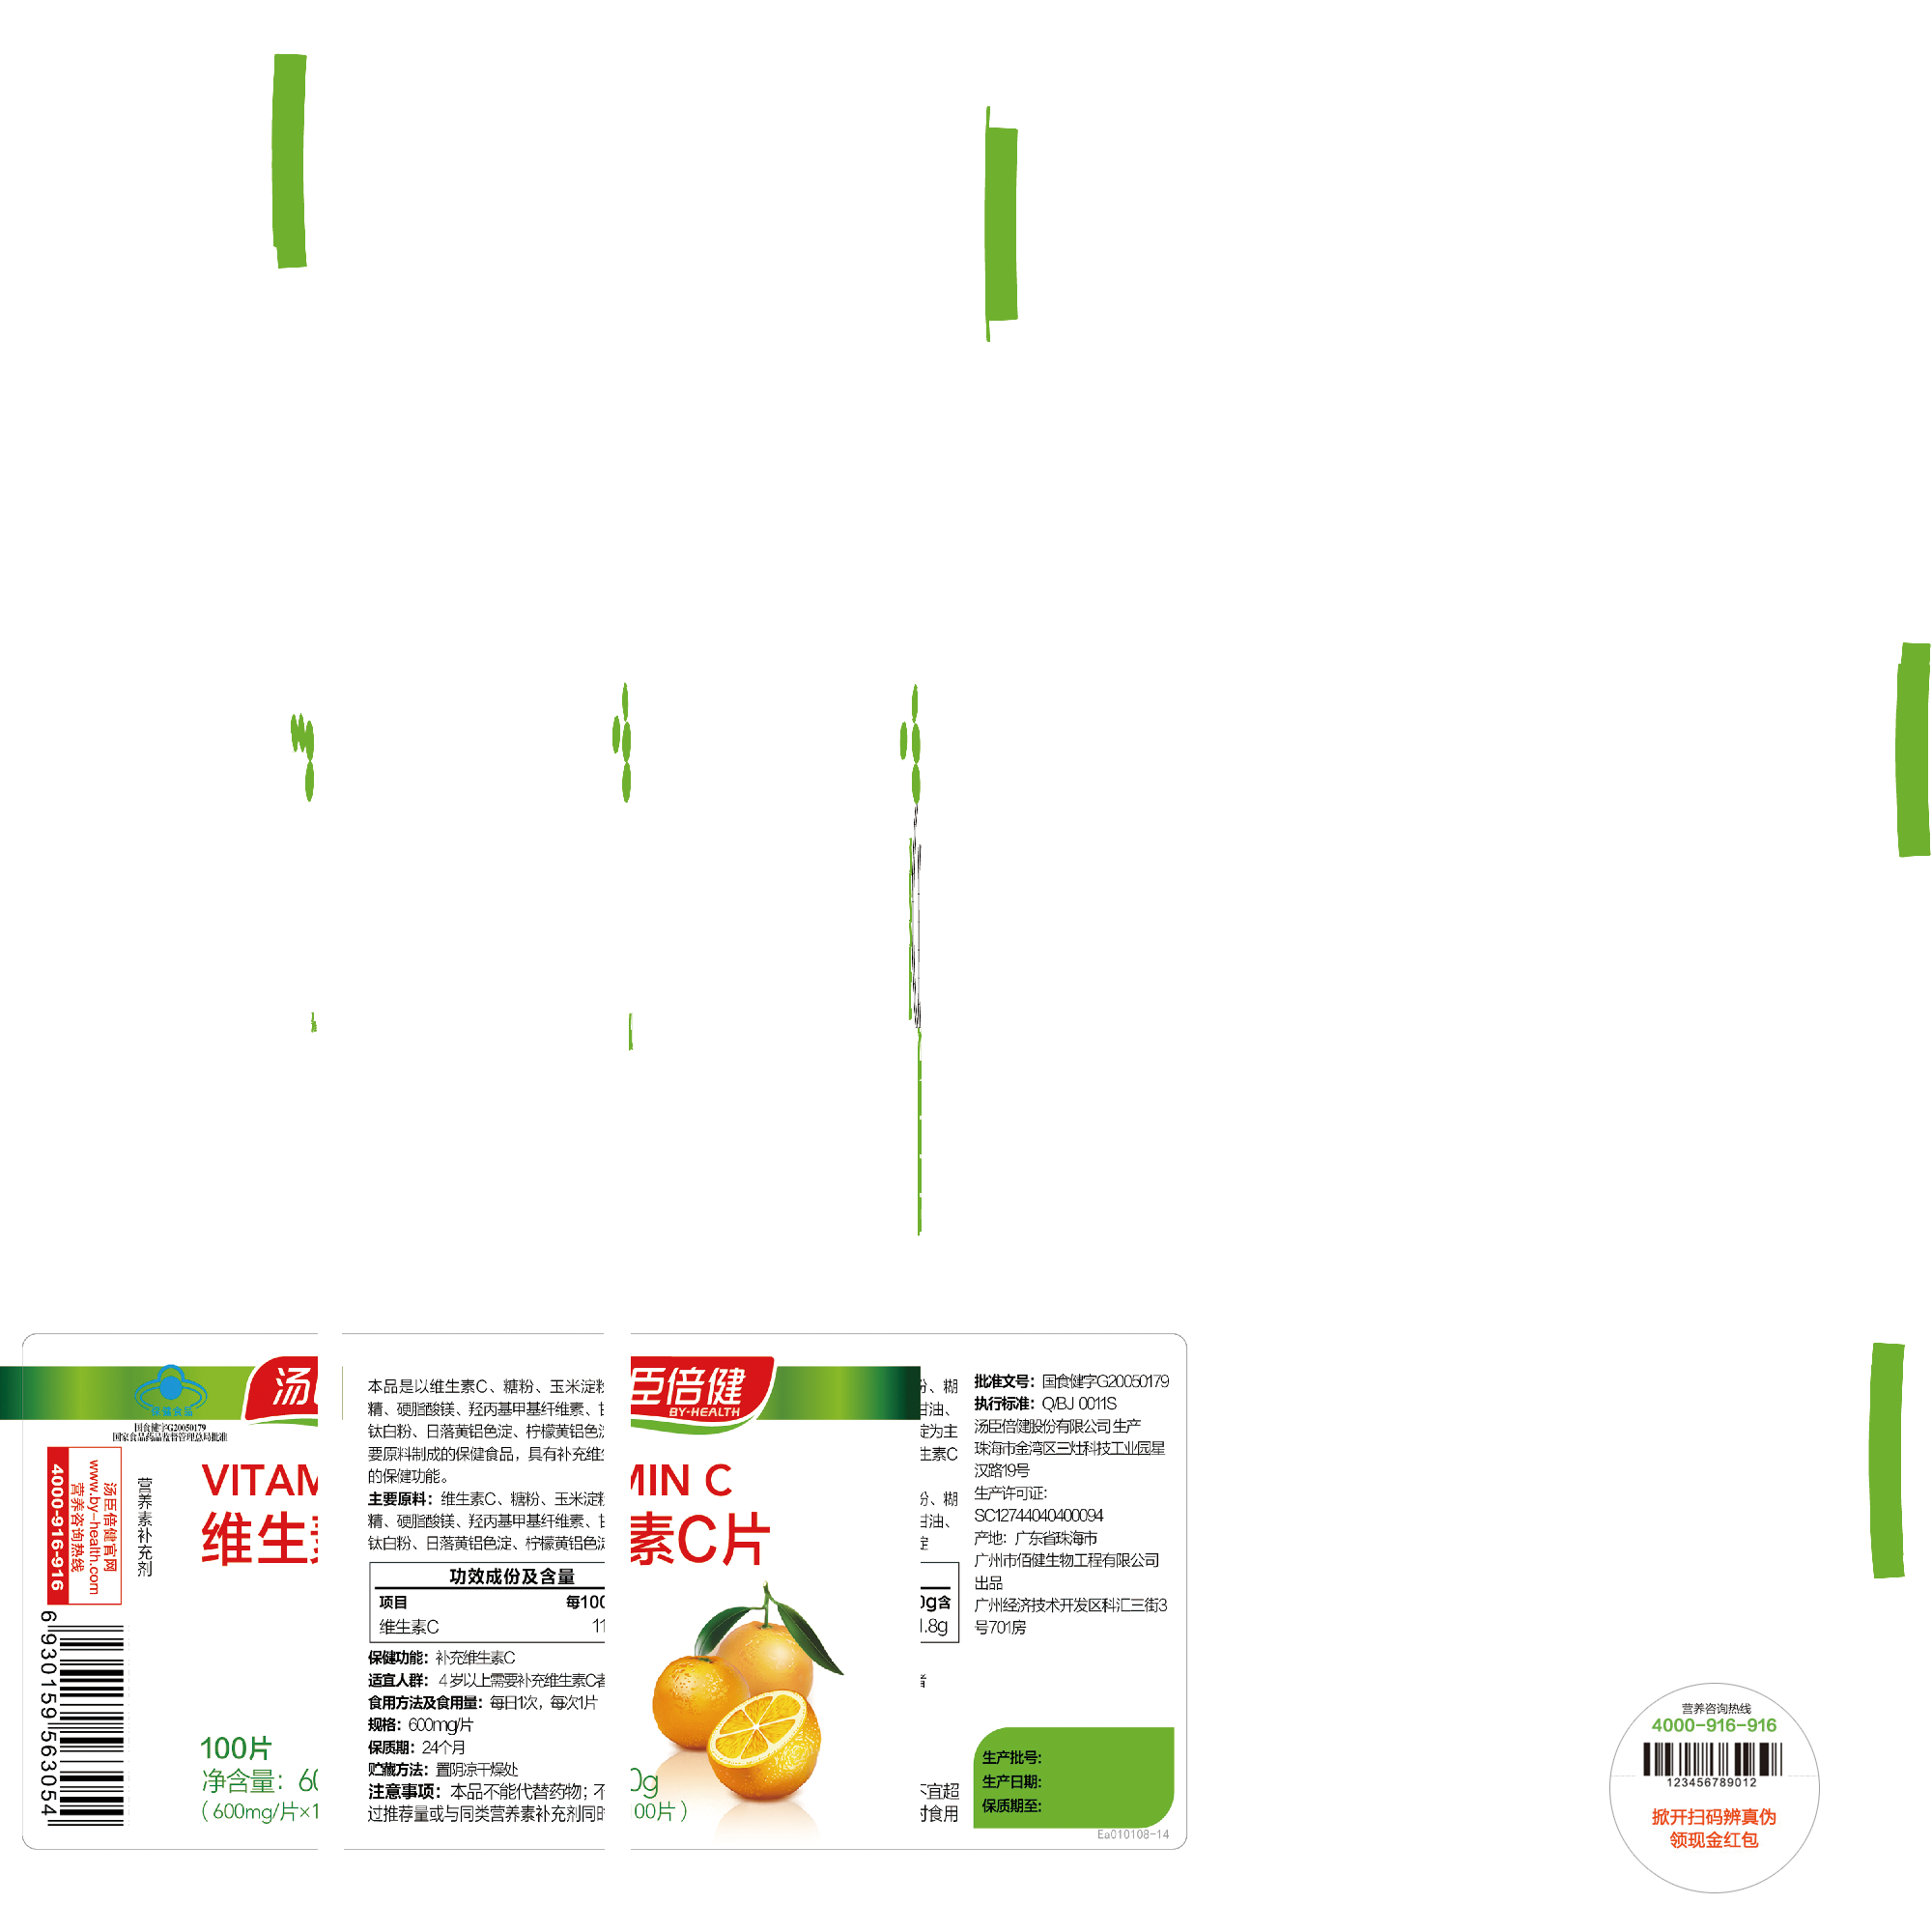 汤
保健食品
国食健字G20050179
国家食品药品监督管理总局批准
汤臣倍健官网
www.by-health.com
营养咨询热线
4000-916-916
营养素补充剂
6 930159 563054
VITAM
维生素
100片
净含量：60
（600mg/片×1
本品是以维生素C、糖粉、玉米淀粉
精、硬脂酸镁、羟丙基甲基纤维素、甘
钛白粉、日落黄铝色淀、柠檬黄铝色淀
要原料制成的保健食品，具有补充维生
的保健功能。
主要原料：维生素C、糖粉、玉米淀粉
精、硬脂酸镁、羟丙基甲基纤维素、甘
钛白粉、日落黄铝色淀、柠檬黄铝色淀
功效成份及含量
项目 每100
维生素C 11
保健功能：补充维生素C
适宜人群：4岁以上需要补充维生素C者
食用方法及食用量：每日1次，每次1片
规格：600mg/片
保质期：24个月
贮藏方法：置阴凉干燥处
注意事项：本品不能代替药物；不
过推荐量或与同类营养素补充剂同时
臣倍健
BY-HEALTH
MIN C
素C片
0g
00片）
粉、糊
甘油、
淀为主
生素C
粉、糊
甘油、
淀
0g含
1.8g
者
不宜超
时食用
批准文号：国食健字G20050179
执行标准：Q/BJ 0011S
汤臣倍健股份有限公司 生产
珠海市金湾区三灶科技工业园星
汉路19号
生产许可证：
SC12744040400094
产地：广东省珠海市
广州市佰健生物工程有限公司
出品
广州经济技术开发区科汇三街3
号701房
生产批号：
生产日期：
保质期至：
Ea010108-14
营养咨询热线
4000-916-916
123456789012
掀开扫码辨真伪
领现金红包